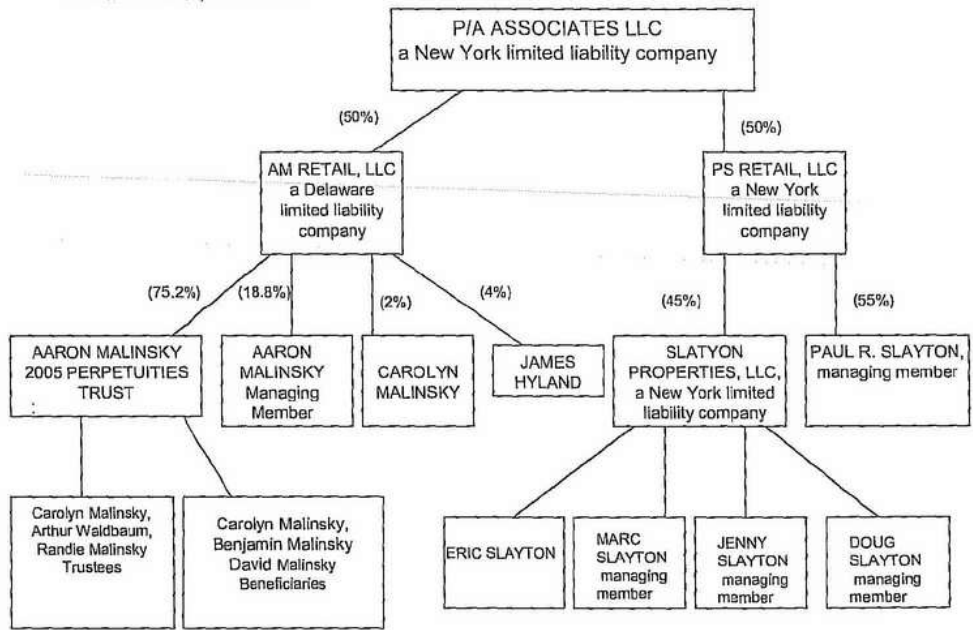 P/A ASSOCIATES LLC
a New York limited liability company
(50%)
(50%)
AM RETAIL, LLC
a Delaware
limited liability
company
PS RETAIL, LLC
a New York
limited liability
company
(75.2%)
(18.8%)
(2%)
(4%)
(45%)
(55%)
AARON MALINSKY
2005 PERPETUITIES
TRUST
AARON
MALINSKY
Managing
Member
CAROLYN
MALINSKY
JAMES
HYLAND
SLATYON
PROPERTIES, LLC,
a New York limited
liability company
PAUL R. SLAYTON,
managing member
Carolyn Malinsky,
Arthur Waldbaum,
Randie Malinsky
Trustees
Carolyn Malinsky,
Benjamin Malinsky
David Malinsky
Beneficiaries
ERIC SLAYTON
MARC
SLAYTON
managing
member
JENNY
SLAYTON
managing
member
DOUG
SLAYTON
managing
member